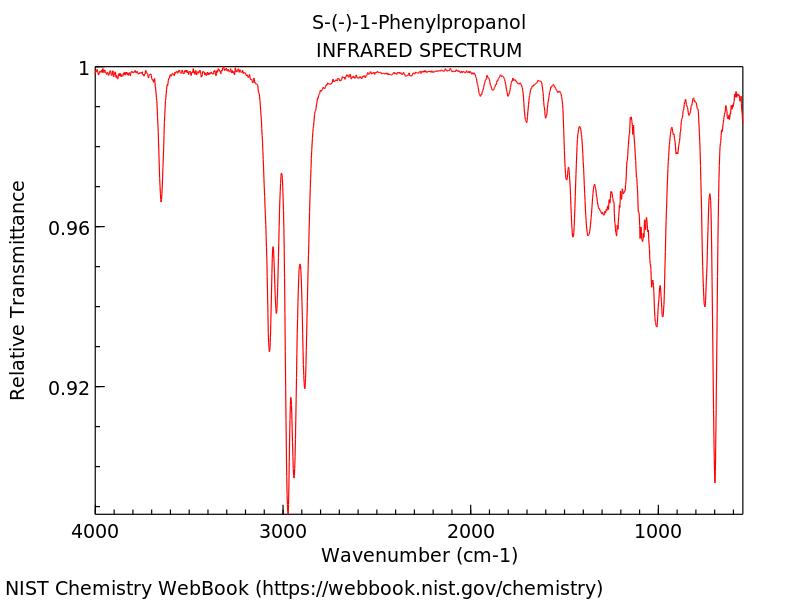 S-(-)-1-Phenylpropanol
INFRARED SPECTRUM
1
0.96
0.92
Relative Transmittance
4000 3000 2000 1000
Wavenumber (cm-1)
NIST Chemistry WebBook (https://webbook.nist.gov/chemistry)